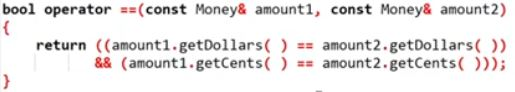 bool operator ==(const Money& amount1, const Money& amount2)
{
return ((amount1.getDollars( ) == amount2.getDollars( ))
&& (amount1.getCents( ) == amount2.getCents( )));
}